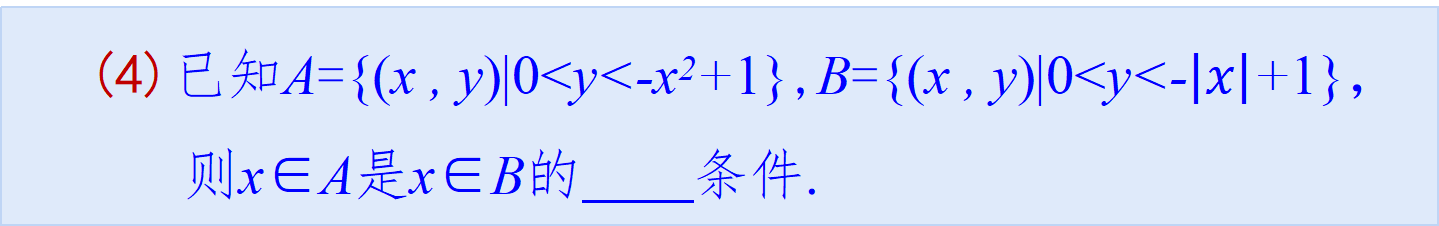 (4) 已知A={(x , y)|0<y<-x²+1}, B={(x , y)|0<y<-|x|+1},
则x∈A是x∈B的____条件.